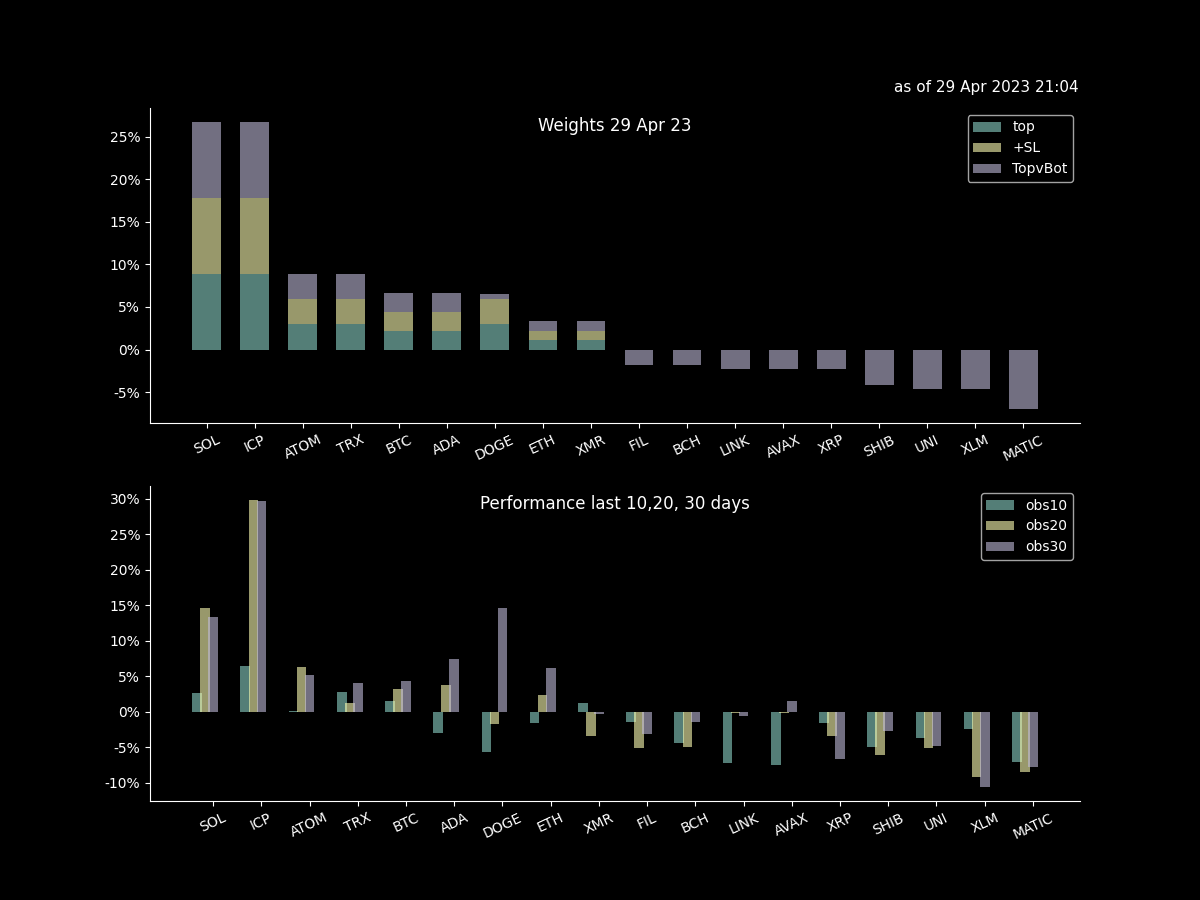 as of 29 Apr 2023 21:04
Weights 29 Apr 23
top
+SL
TopvBot
25%
20%
15%
10%
5%
0%
-5%
SOL ICP ATOM TRX BTC ADA DOGE ETH XMR FIL BCH LINK AVAX XRP SHIB UNI XLM MATIC
Performance last 10,20, 30 days
obs10
obs20
obs30
30%
25%
20%
15%
10%
5%
0%
-5%
-10%
SOL ICP ATOM TRX BTC ADA DOGE ETH XMR FIL BCH LINK AVAX XRP SHIB UNI XLM MATIC